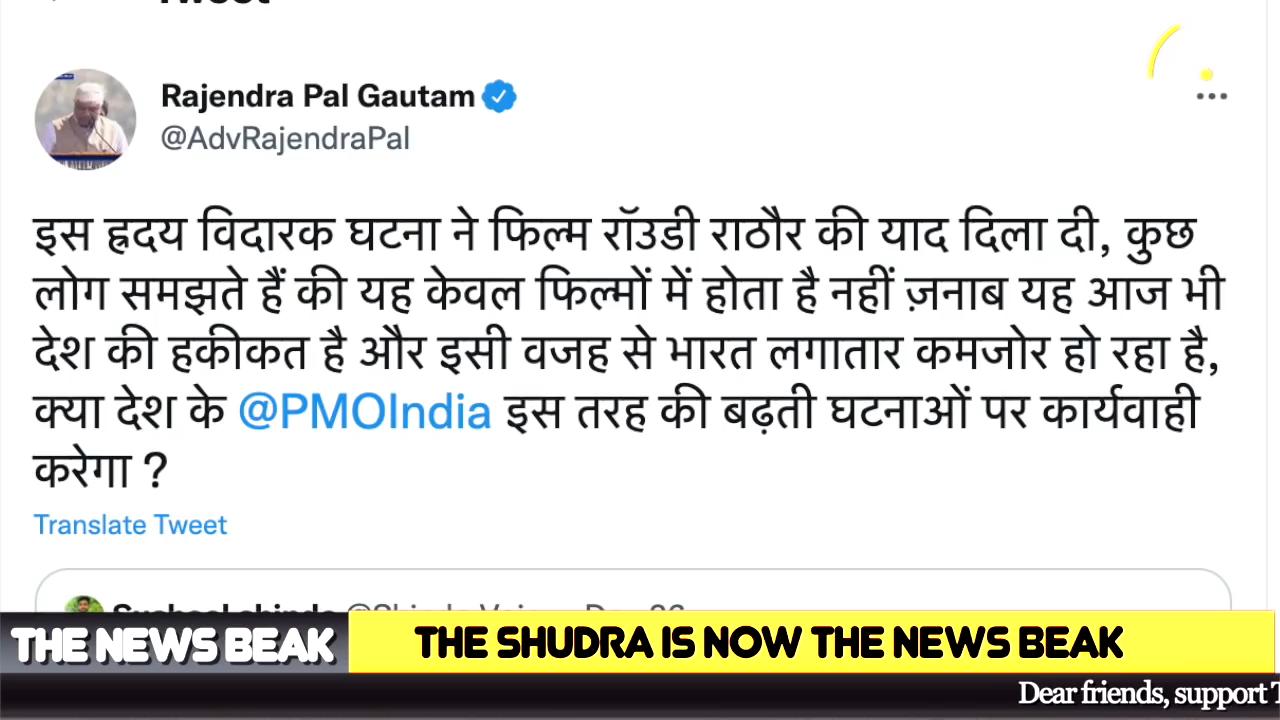 Tweet
Rajendra Pal Gautam
@AdvRajendraPal
इस ह्रदय विदारक घटना ने फिल्म रॉउडी राठौर की याद दिला दी, कुछ
लोग समझते हैं की यह केवल फिल्मों में होता है नहीं ज़नाब यह आज भी
देश की हकीकत है और इसी वजह से भारत लगातार कमजोर हो रहा है,
क्या देश के @PMOIndia इस तरह की बढ़ती घटनाओं पर कार्यवाही
करेगा ?
Translate Tweet
THE NEWS BEAK
THE SHUDRA IS NOW THE NEWS BEAK
Dear friends, support